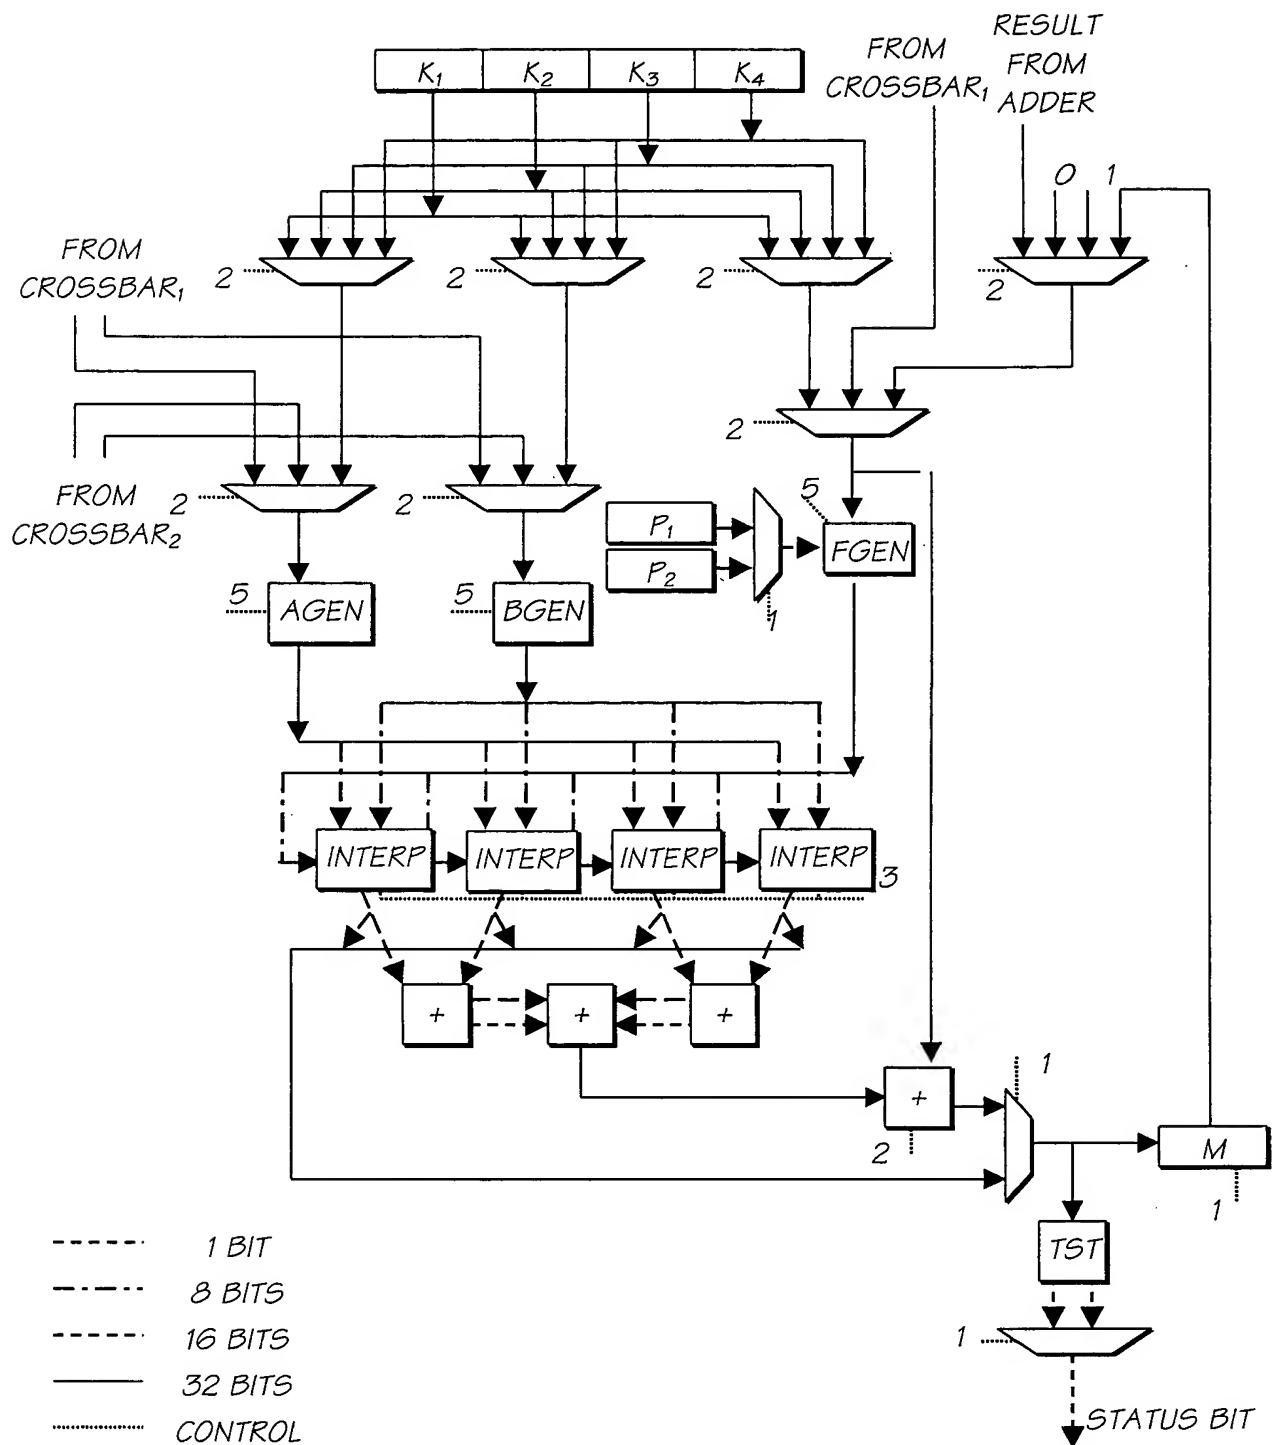 RESULT
FROM
ADDER
FROM
CROSSBAR₁
K₁ K₂ K₃ K₄
0 1
FROM
CROSSBAR₁
2 2 2 2
2
FROM
CROSSBAR₂
2 2
P₁
P₂
5
FGEN
1
5 AGEN
5 BGEN
INTERP INTERP INTERP INTERP 3
+ + +
+
2
1
M
1
TST
1
STATUS BIT
1 BIT
8 BITS
16 BITS
32 BITS
CONTROL